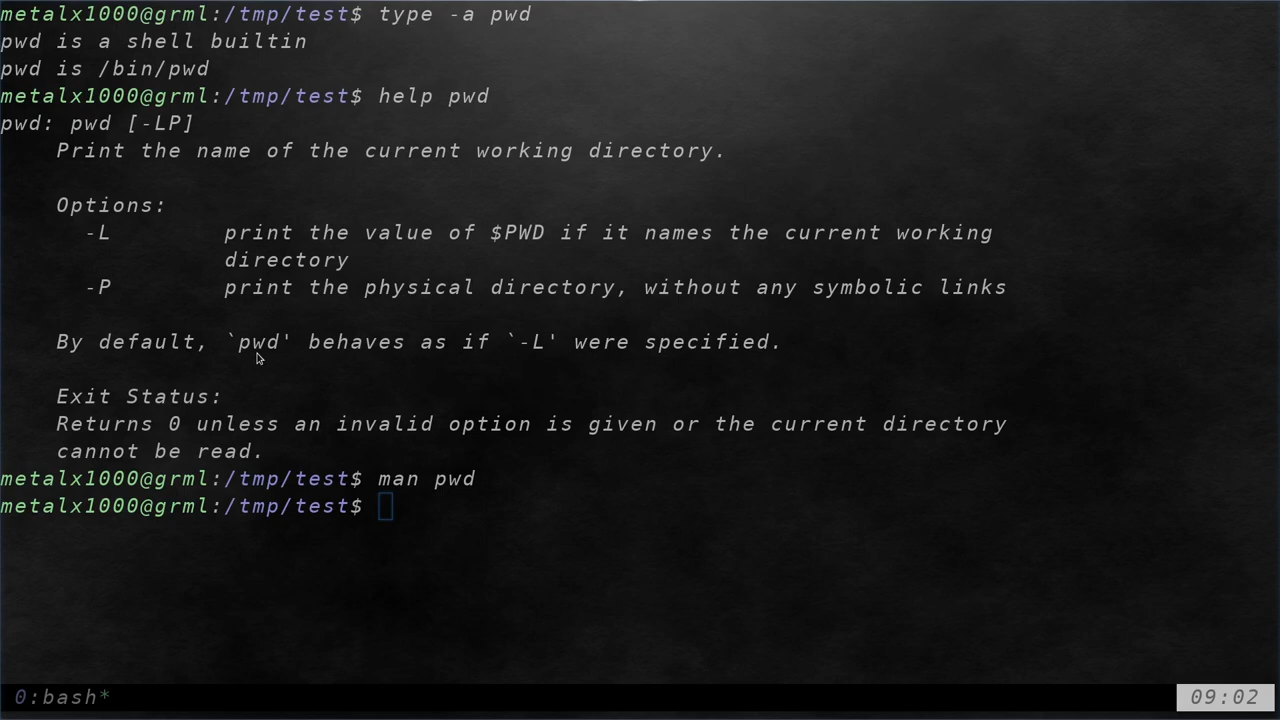 metalx1000@grml:/tmp/test$ type -a pwd
pwd is a shell builtin
pwd is /bin/pwd
metalx1000@grml:/tmp/test$ help pwd
pwd: pwd [-LP]
    Print the name of the current working directory.

    Options:
      -L        print the value of $PWD if it names the current working
                directory
      -P        print the physical directory, without any symbolic links

    By default, `pwd' behaves as if `-L' were specified.

    Exit Status:
    Returns 0 unless an invalid option is given or the current directory
    cannot be read.
metalx1000@grml:/tmp/test$ man pwd
metalx1000@grml:/tmp/test$
0:bash*
09:02